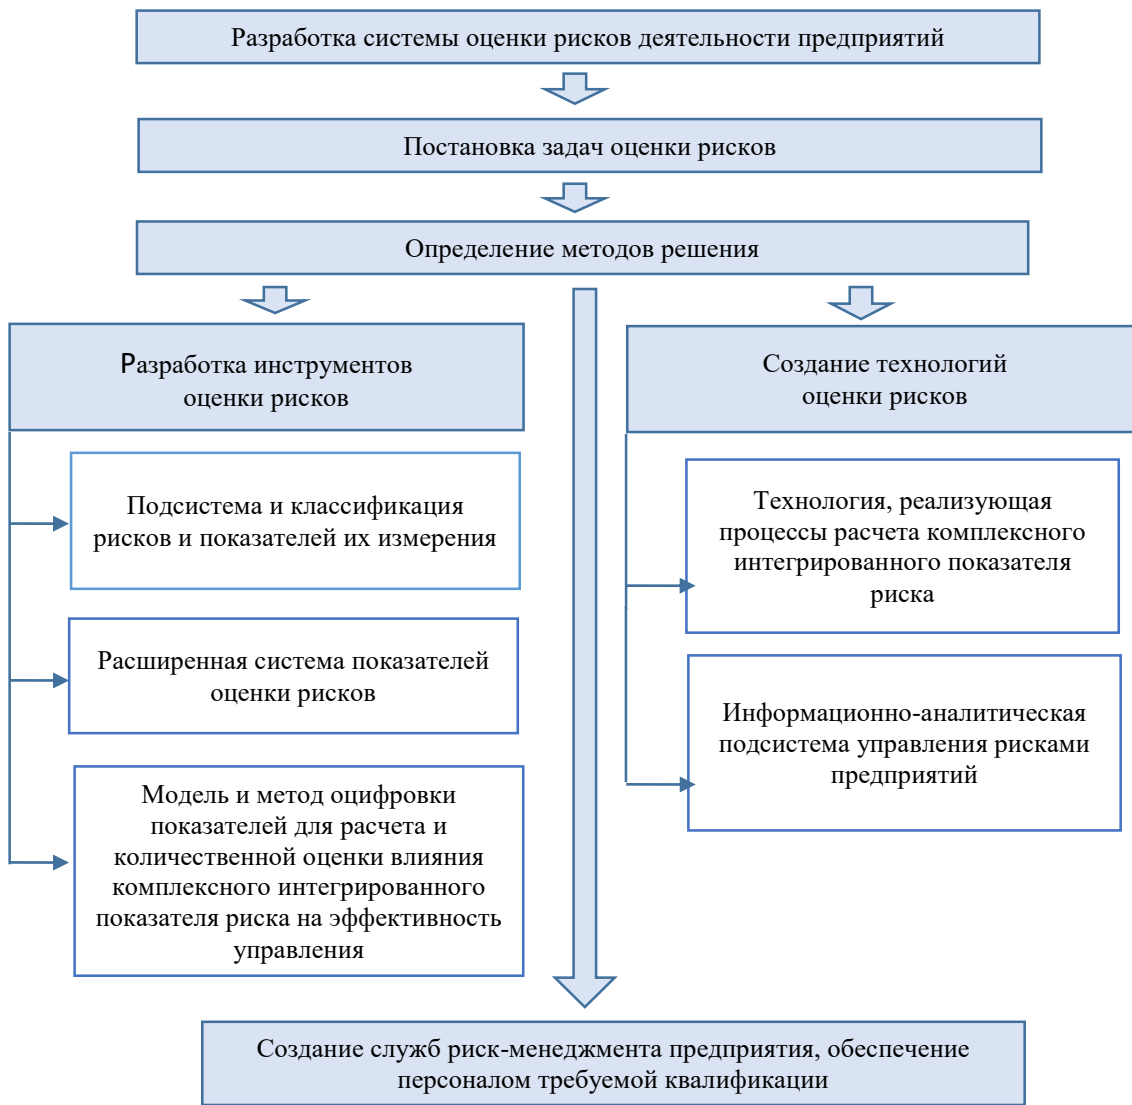 Разработка системы оценки рисков деятельности предприятий
Постановка задач оценки рисков
Определение методов решения
Разработка инструментов
оценки рисков
Подсистема и классификация
рисков и показателей их измерения
Расширенная система показателей
оценки рисков
Модель и метод оцифровки
показателей для расчета и
количественной оценки влияния
комплексного интегрированного
показателя риска на эффективность
управления
Создание технологий
оценки рисков
Технология, реализующая
процессы расчета комплексного
интегрированного показателя
риска
Информационно-аналитическая
подсистема управления рисками
предприятий
Создание служб риск-менеджмента предприятия, обеспечение
персоналом требуемой квалификации